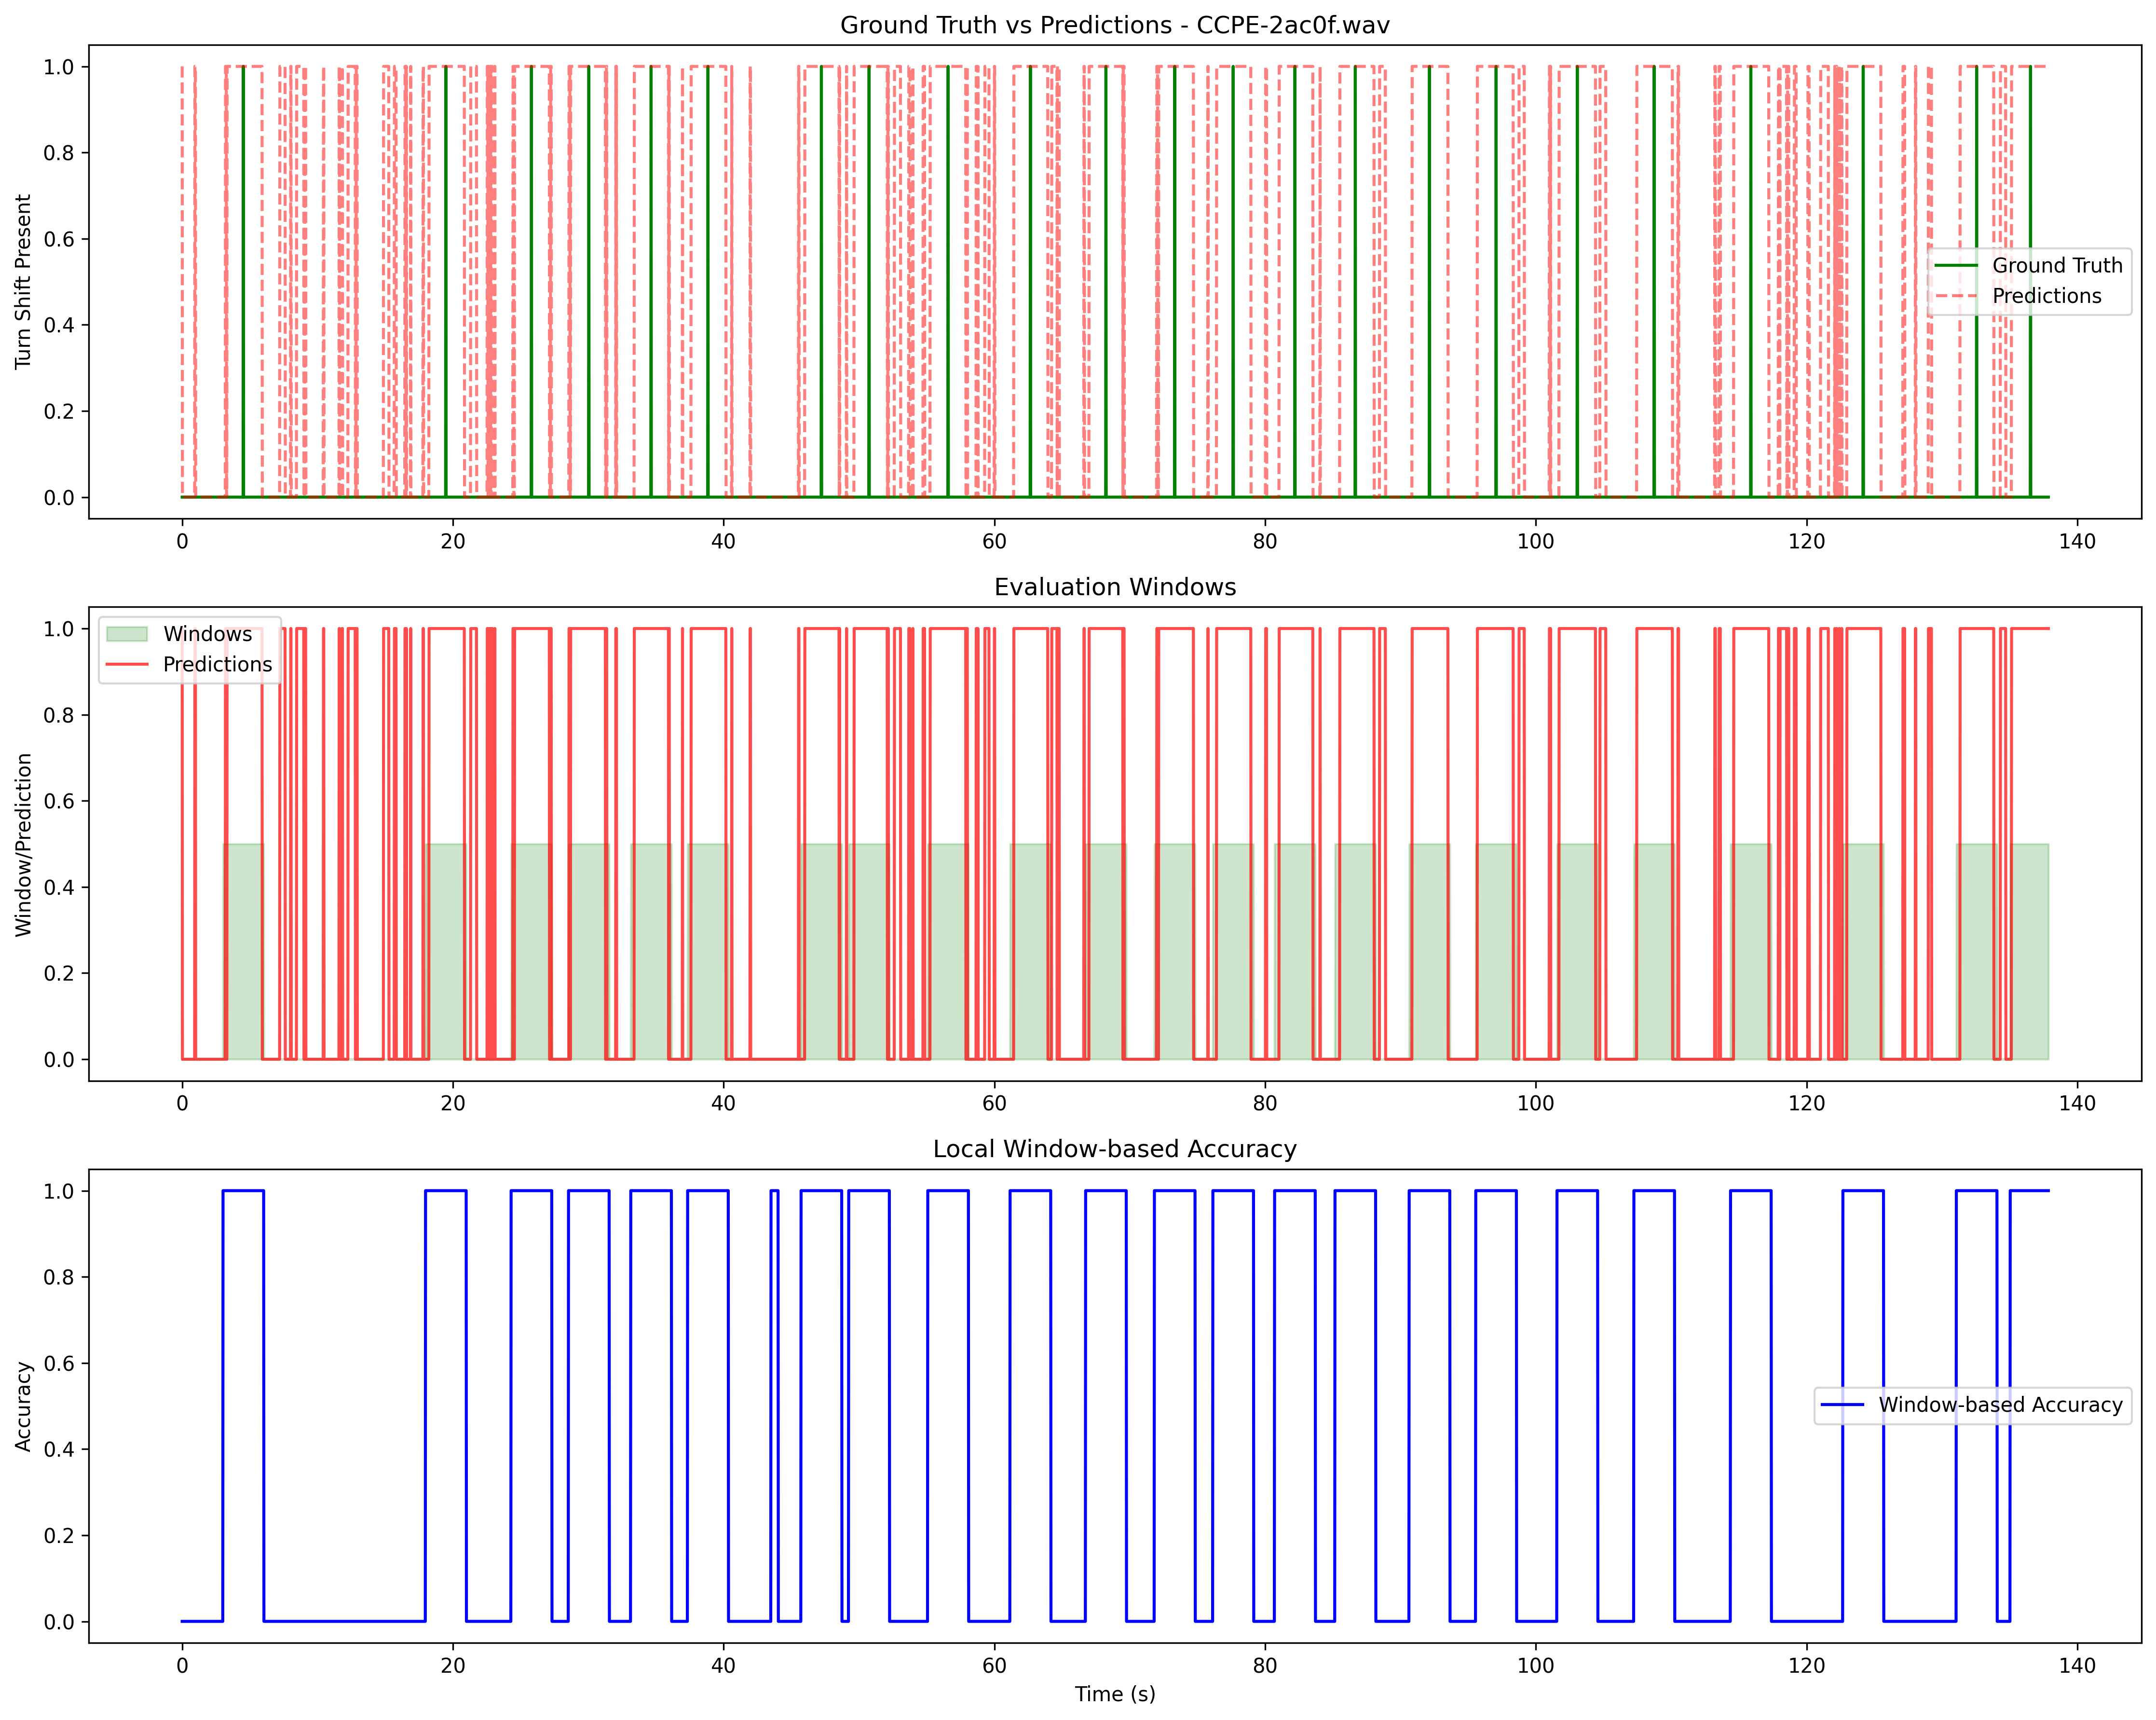 Ground Truth vs Predictions - CCPE-2ac0f.wav
Turn Shift Present
1.0
0.8
0.6
0.4
0.2
0.0
Ground Truth
Predictions
0 20 40 60 80 100 120 140
Evaluation Windows
Window/Prediction
1.0
0.8
0.6
0.4
0.2
0.0
Windows
Predictions
0 20 40 60 80 100 120 140
Local Window-based Accuracy
Accuracy
1.0
0.8
0.6
0.4
0.2
0.0
Window-based Accuracy
0 20 40 60 80 100 120 140
Time (s)